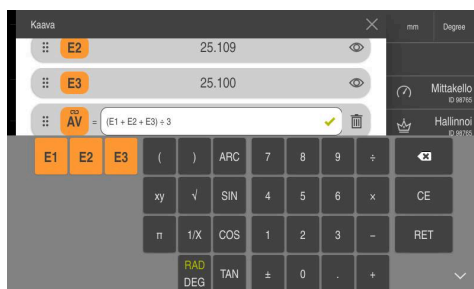 Kaava
mm Degree
E2 25.109
E3 25.100
Mittakello
ID 98765
AV = (E1 + E2 + E3) ÷ 3
Hallinnoi
ID 98765
E1 E2 E3 ( ) ARC 7 8 9 ÷
xy √ SIN 4 5 6 × CE
π 1/X COS 1 2 3 − RET
RAD
DEG TAN ± 0 . +